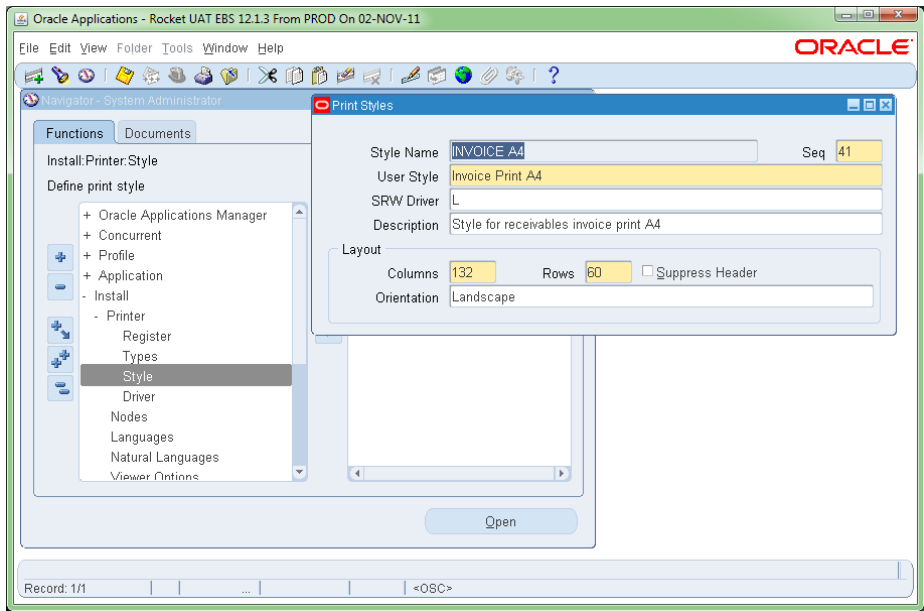 Oracle Applications - Rocket UAT EBS 12.1.3 From PROD On 02-NOV-11
File Edit View Folder Tools Window Help
ORACLE
Navigator - System Administrator
Functions Documents
Install:Printer:Style
Define print style
+ Oracle Applications Manager
+ Concurrent
+ Profile
+ Application
- Install
- Printer
Register
Types
Style
Driver
Nodes
Languages
Natural Languages
Viewer Options
Open
Print Styles
Style Name INVOICE A4 Seq 41
User Style Invoice Print A4
SRW Driver L
Description Style for receivables invoice print A4
Layout
Columns 132 Rows 60 Suppress Header
Orientation Landscape
Record: 1/1 ... <OSC>